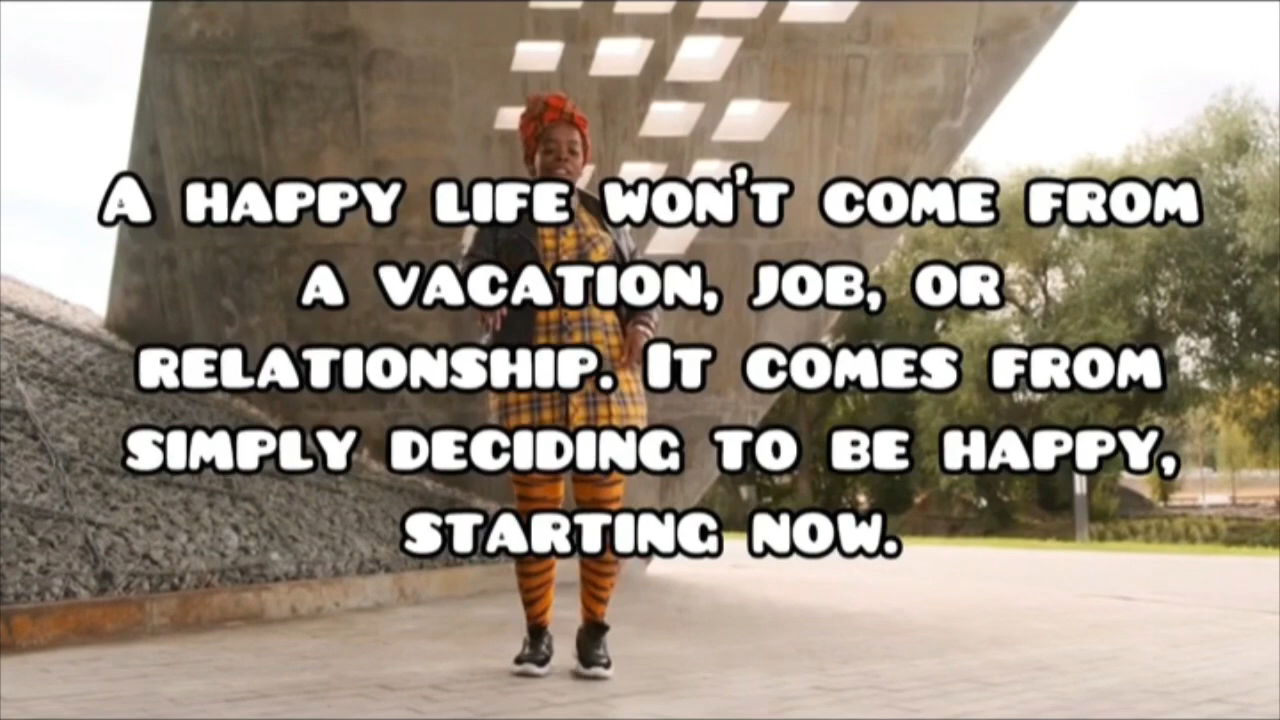 A HAPPY LIFE WON'T COME FROM
A VACATION, JOB, OR
RELATIONSHIP. IT COMES FROM
SIMPLY DECIDING TO BE HAPPY,
STARTING NOW.